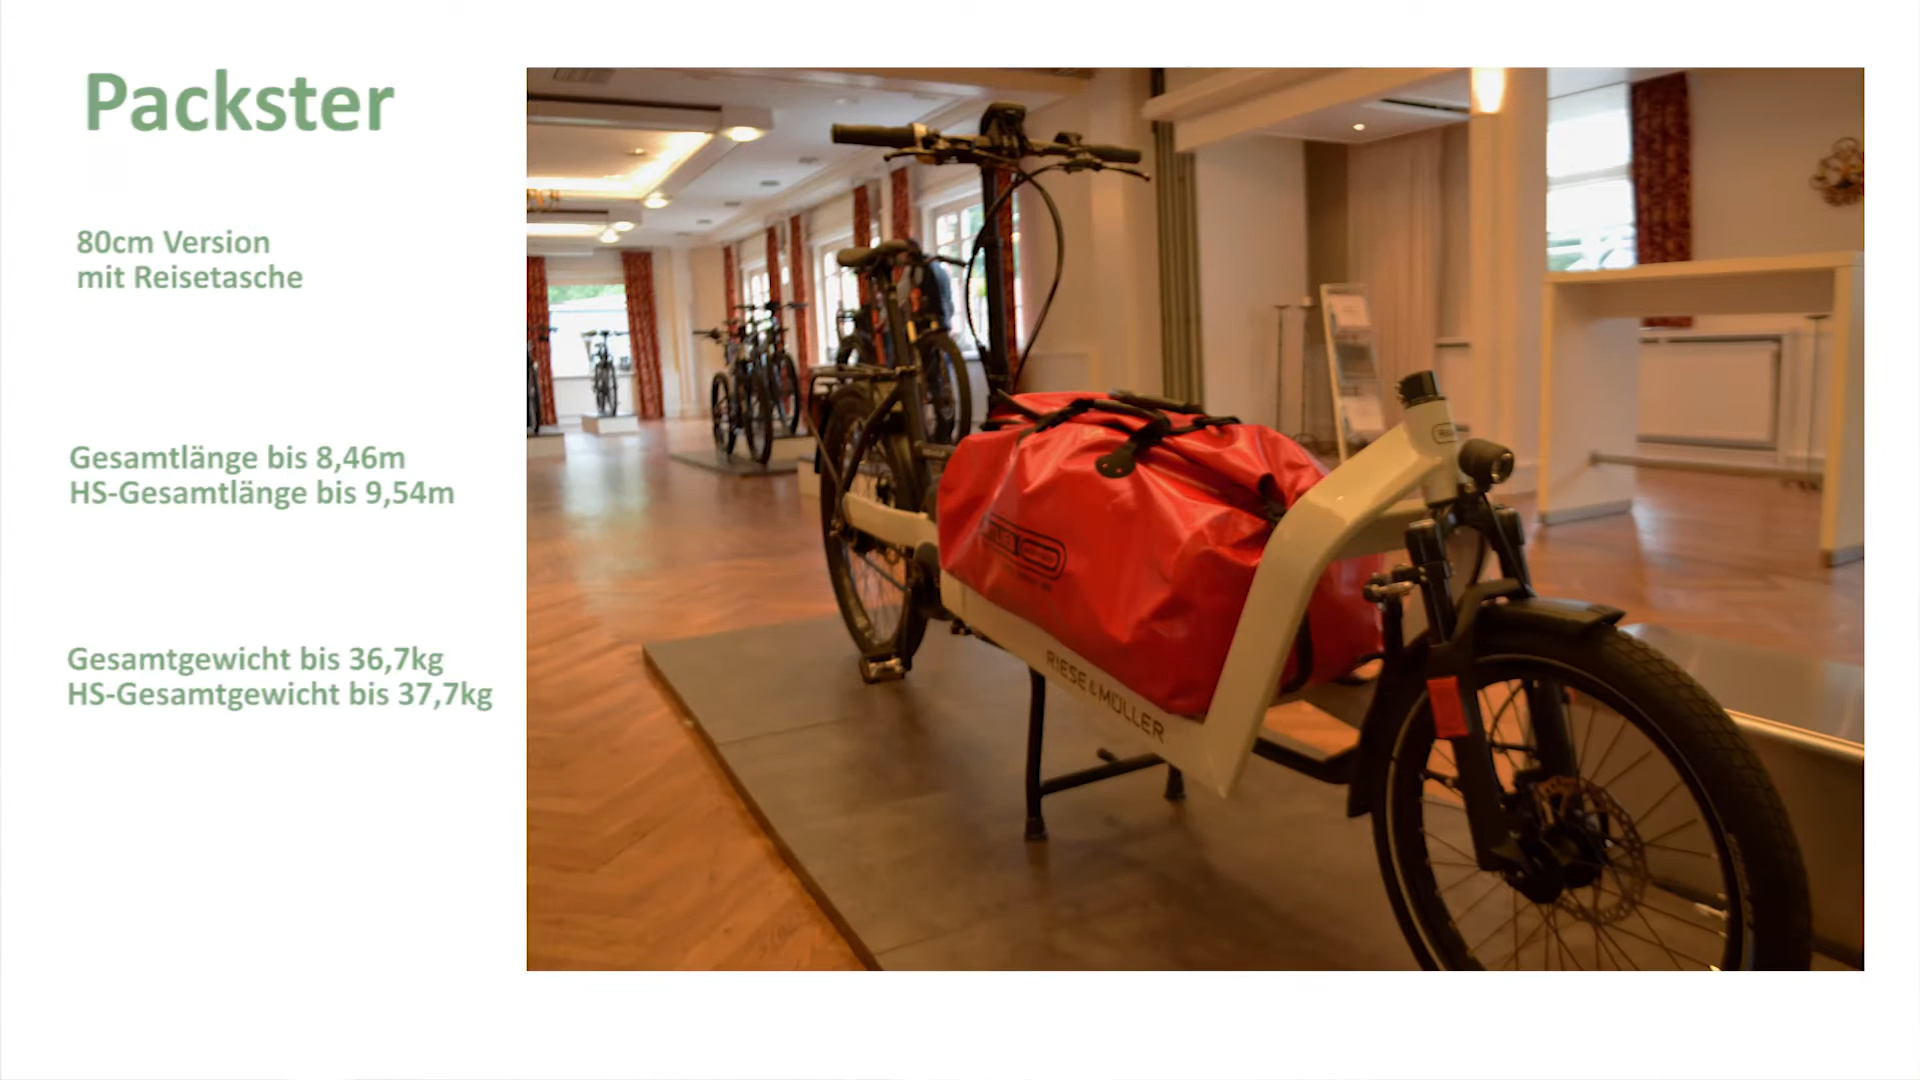 Packster
80cm Version
mit Reisetasche
Gesamtlänge bis 8,46m
HS-Gesamtlänge bis 9,54m
Gesamtgewicht bis 36,7kg
HS-Gesamtgewicht bis 37,7kg
RIESE & MÜLLER